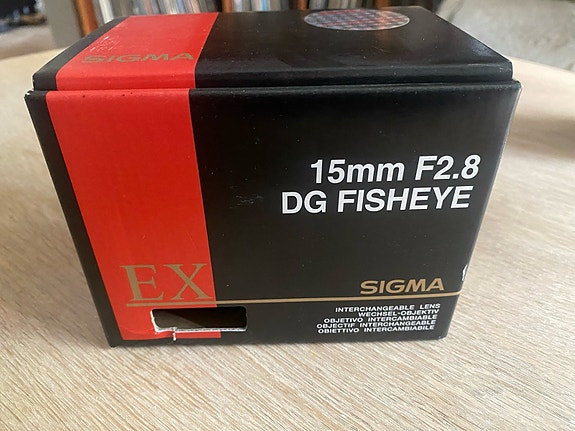 SIGMA
15mm F2.8
DG FISHEYE
EX
SIGMA
INTERCHANGEABLE LENS
WECHSEL-OBJEKTIV
OBJETIVO INTERCAMBIABLE
OBJECTIF INTERCHANGEABLE
OBIETTIVO INTERCAMBIABILE